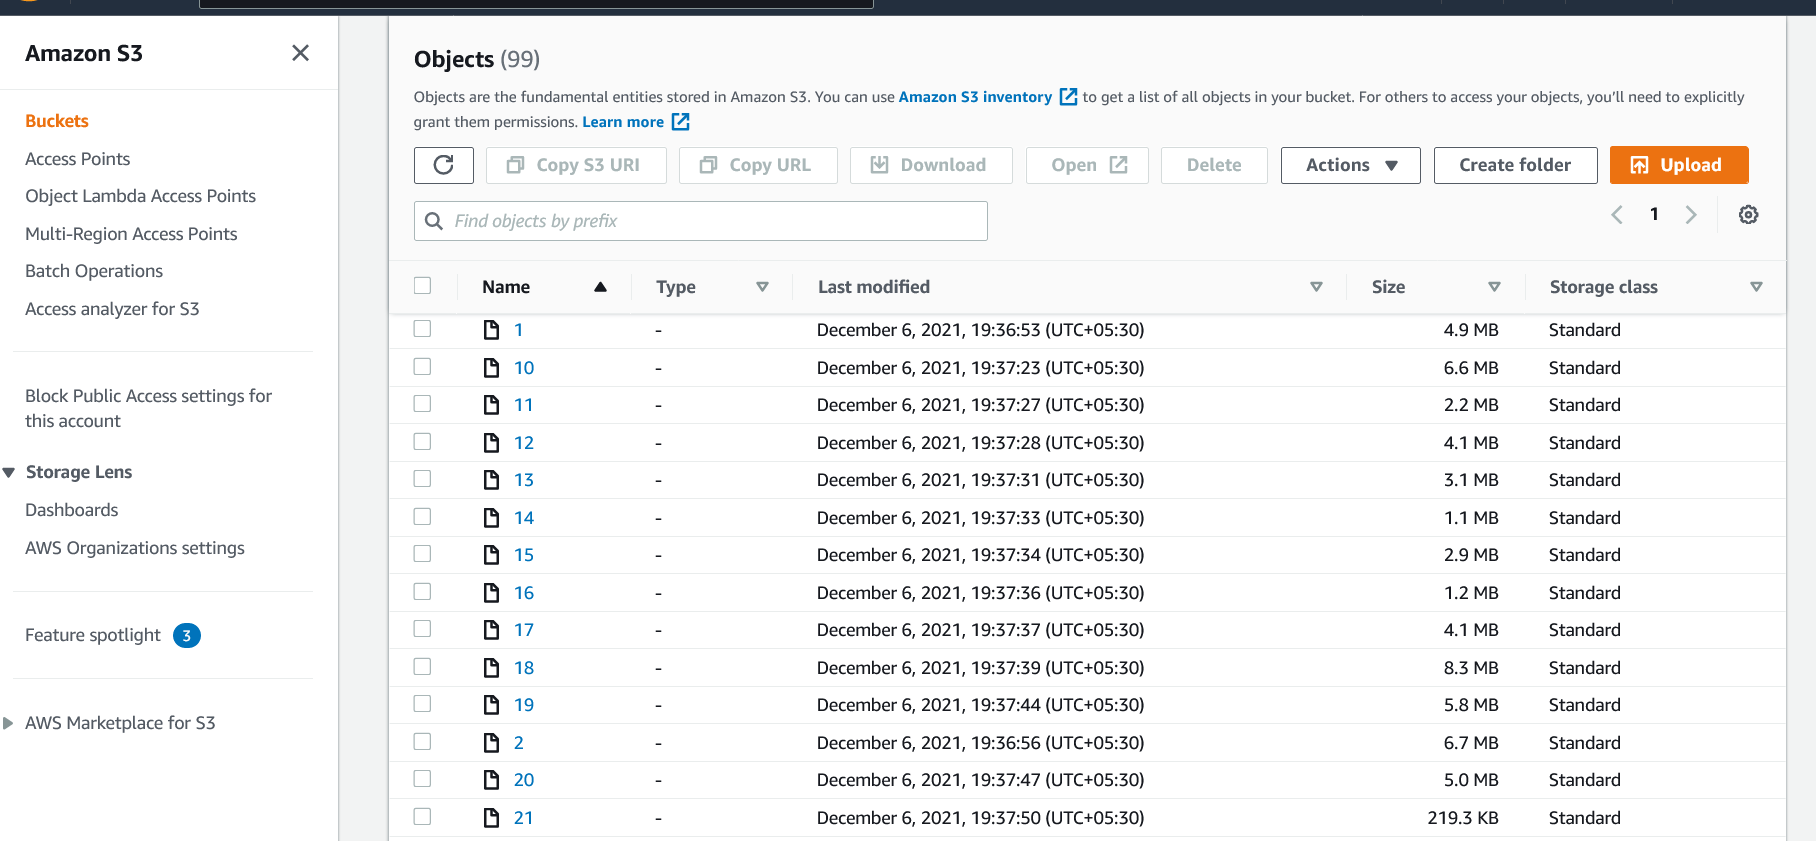 Amazon S3
Buckets
Access Points
Object Lambda Access Points
Multi-Region Access Points
Batch Operations
Access analyzer for S3
Block Public Access settings for
this account
Storage Lens
Dashboards
AWS Organizations settings
Feature spotlight 3
AWS Marketplace for S3
Objects (99)
Objects are the fundamental entities stored in Amazon S3. You can use Amazon S3 inventory to get a list of all objects in your bucket. For others to access your objects, you'll need to explicitly
grant them permissions. Learn more
Copy S3 URI Copy URL Download Open Delete Actions Create folder Upload
Find objects by prefix 1
Name Type Last modified Size Storage class
1 - December 6, 2021, 19:36:53 (UTC+05:30) 4.9 MB Standard
10 - December 6, 2021, 19:37:23 (UTC+05:30) 6.6 MB Standard
11 - December 6, 2021, 19:37:27 (UTC+05:30) 2.2 MB Standard
12 - December 6, 2021, 19:37:28 (UTC+05:30) 4.1 MB Standard
13 - December 6, 2021, 19:37:31 (UTC+05:30) 3.1 MB Standard
14 - December 6, 2021, 19:37:33 (UTC+05:30) 1.1 MB Standard
15 - December 6, 2021, 19:37:34 (UTC+05:30) 2.9 MB Standard
16 - December 6, 2021, 19:37:36 (UTC+05:30) 1.2 MB Standard
17 - December 6, 2021, 19:37:37 (UTC+05:30) 4.1 MB Standard
18 - December 6, 2021, 19:37:39 (UTC+05:30) 8.3 MB Standard
19 - December 6, 2021, 19:37:44 (UTC+05:30) 5.8 MB Standard
2 - December 6, 2021, 19:36:56 (UTC+05:30) 6.7 MB Standard
20 - December 6, 2021, 19:37:47 (UTC+05:30) 5.0 MB Standard
21 - December 6, 2021, 19:37:50 (UTC+05:30) 219.3 KB Standard